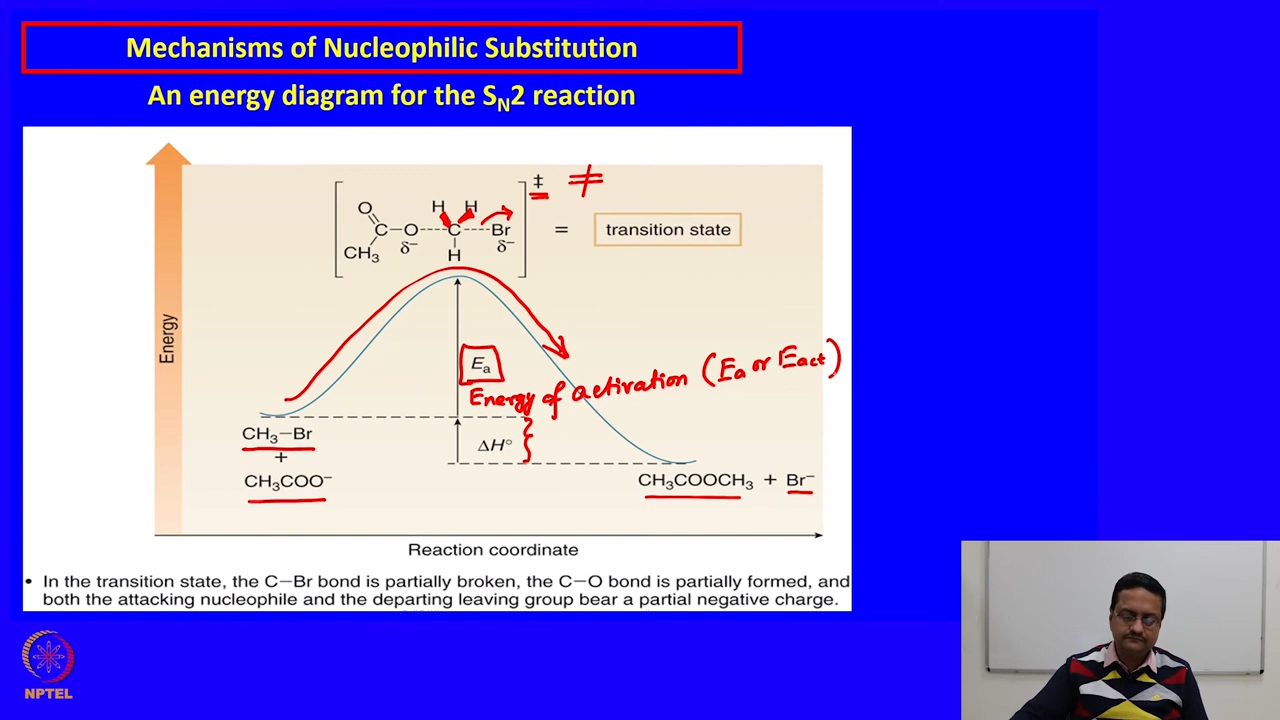 Mechanisms of Nucleophilic Substitution
An energy diagram for the SN2 reaction
O
H H ‡ ≠
C–O----C----Br = transition state
δ⁻ δ⁻
CH₃ H
Energy
Ea
Energy of activation (Ea or Eact)
CH₃–Br
ΔH°
+
CH₃COO⁻
CH₃COOCH₃ + Br⁻
Reaction coordinate
• In the transition state, the C–Br bond is partially broken, the C–O bond is partially formed, and
both the attacking nucleophile and the departing leaving group bear a partial negative charge.
NPTEL